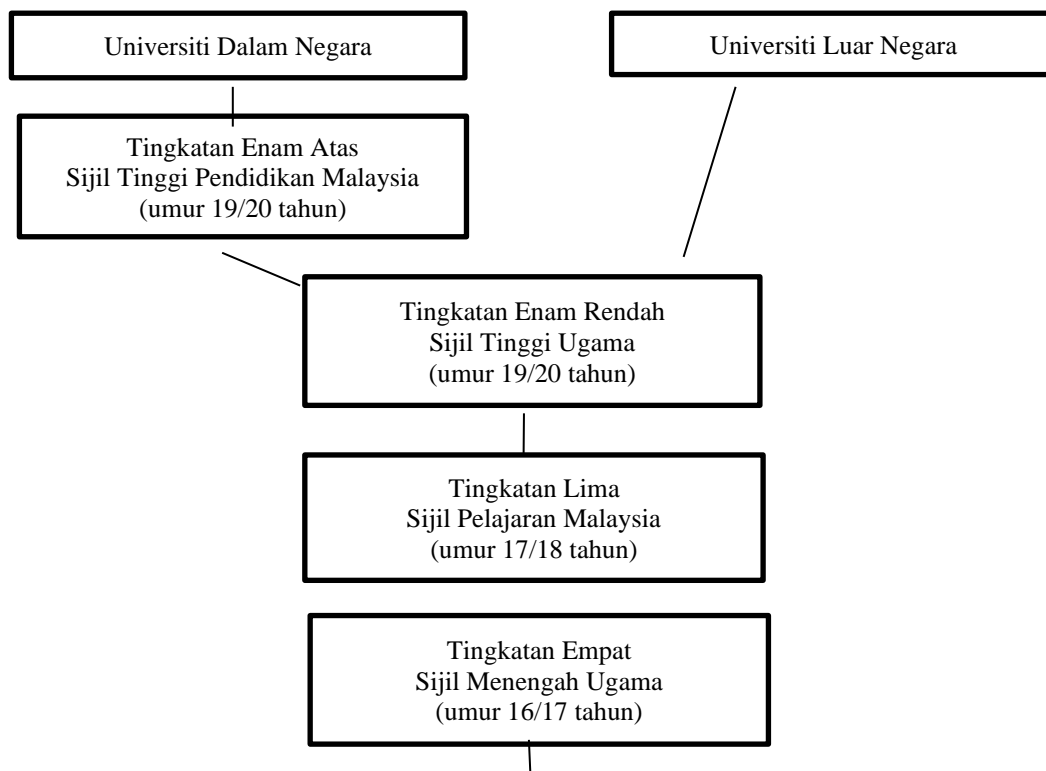 Universiti Dalam Negara
Universiti Luar Negara
Tingkatan Enam Atas
Sijil Tinggi Pendidikan Malaysia
(umur 19/20 tahun)
Tingkatan Enam Rendah
Sijil Tinggi Ugama
(umur 19/20 tahun)
Tingkatan Lima
Sijil Pelajaran Malaysia
(umur 17/18 tahun)
Tingkatan Empat
Sijil Menengah Ugama
(umur 16/17 tahun)